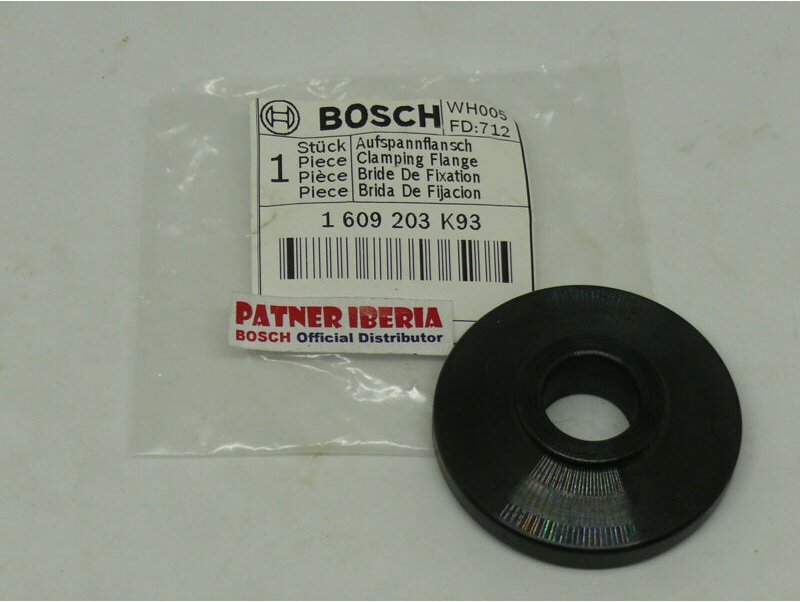 BOSCH
WH005
FD:712
1
Stück Aufspannflansch
Piece Clamping Flange
Pièce Bride De Fixation
Piece Brida De Fijacion
1 609 203 K93
PATNER IBERIA
BOSCH Official Distributor